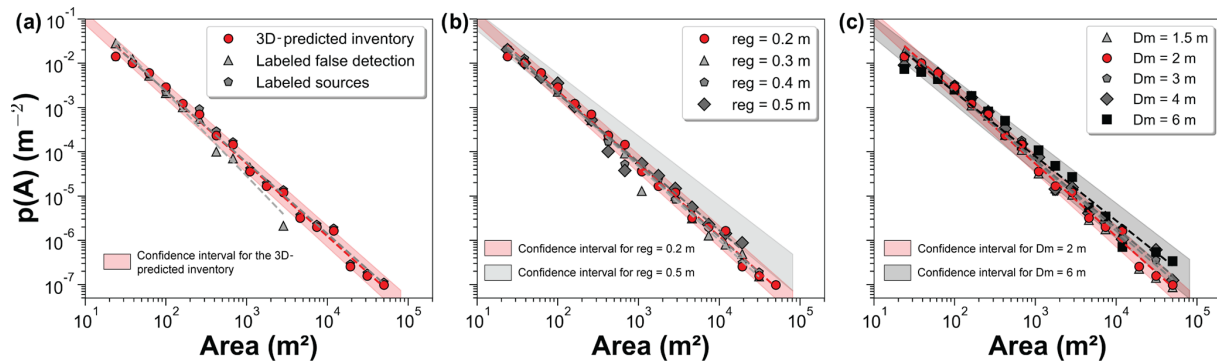 (a)
10⁻¹
10⁻²
10⁻³
10⁻⁴
10⁻⁵
10⁻⁶
10⁻⁷
p(A) (m⁻²)
3D-predicted inventory
Labeled false detection
Labeled sources
Confidence interval for the 3D-
predicted inventory
10¹ 10² 10³ 10⁴ 10⁵
Area (m²)
(b)
reg = 0.2 m
reg = 0.3 m
reg = 0.4 m
reg = 0.5 m
Confidence interval for reg = 0.2 m
Confidence interval for reg = 0.5 m
10¹ 10² 10³ 10⁴ 10⁵
Area (m²)
(c)
Dm = 1.5 m
Dm = 2 m
Dm = 3 m
Dm = 4 m
Dm = 6 m
Confidence interval for Dm = 2 m
Confidence interval for Dm = 6 m
10¹ 10² 10³ 10⁴ 10⁵
Area (m²)